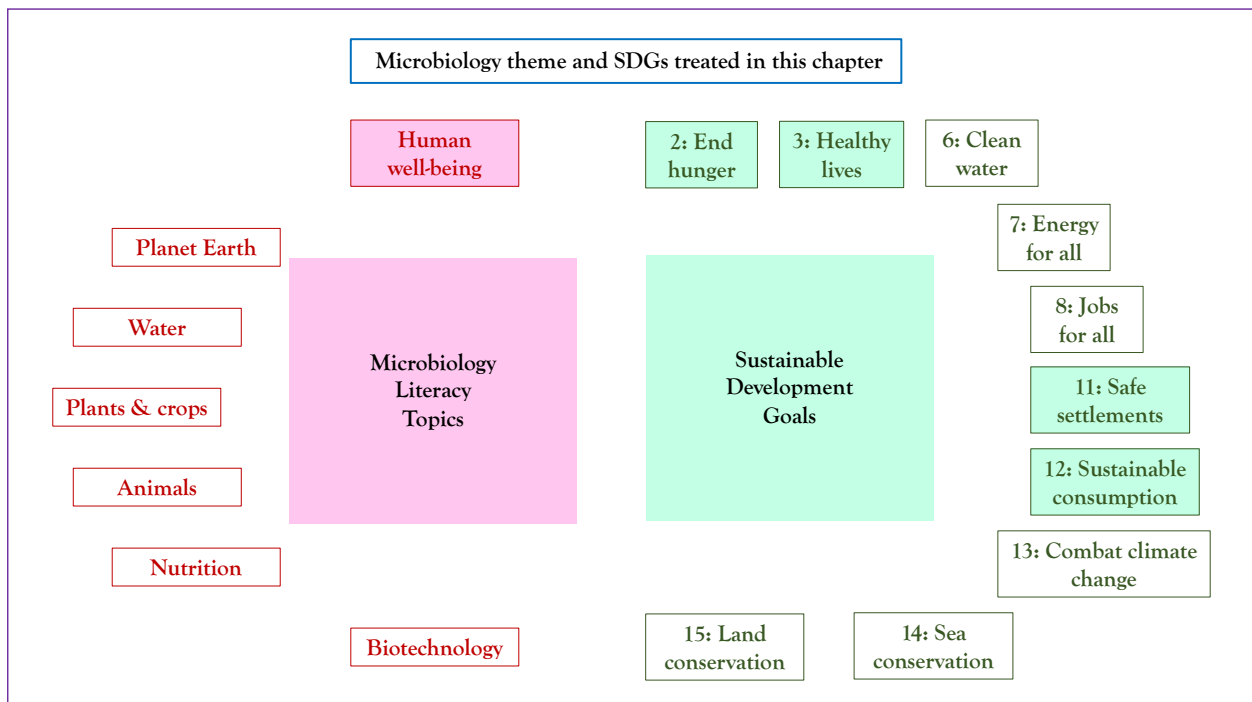 Microbiology theme and SDGs treated in this chapter
Human
well-being
2: End
hunger
3: Healthy
lives
6: Clean
water
Planet Earth
7: Energy
for all
Water
8: Jobs
for all
Microbiology
Literacy
Topics
Sustainable
Development
Goals
Plants & crops
11: Safe
settlements
Animals
12: Sustainable
consumption
Nutrition
13: Combat climate
change
Biotechnology
15: Land
conservation
14: Sea
conservation